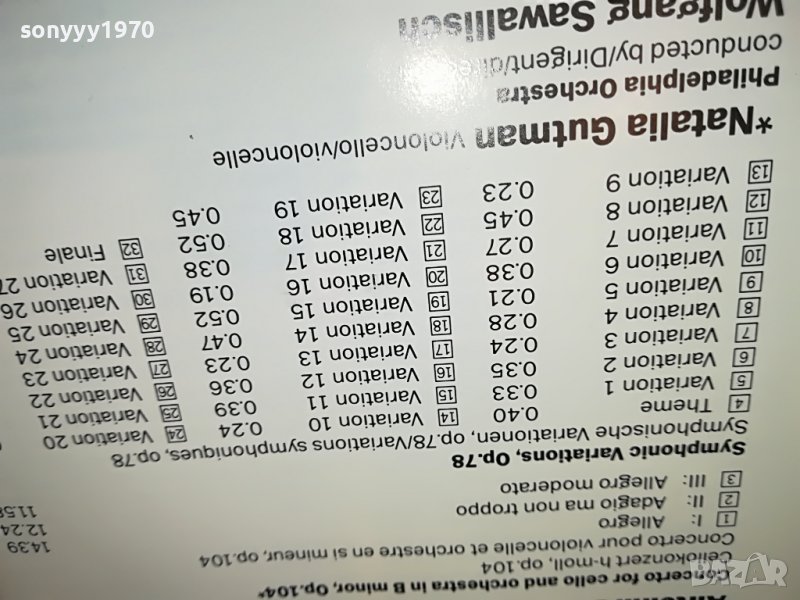 Concerto for cello and orchestra in B minor, Op.104*
Cellokonzert h-moll, op.104
Concerto pour violoncelle et orchestre en si mineur, op.104
1 I: Allegro 14.39
2 II: Adagio ma non troppo 12.24
3 III: Allegro moderato 11.58
Symphonic Variations, Op.78
Symphonische Variationen, op.78/Variations symphoniques, op.78
4 Theme 0.40 14 Variation 10 0.24 24 Variation 20
5 Variation 1 0.33 15 Variation 11 0.39 25 Variation 21
6 Variation 2 0.35 16 Variation 12 0.36 26 Variation 22
7 Variation 3 0.24 17 Variation 13 0.23 27 Variation 23
8 Variation 4 0.28 18 Variation 14 0.47 28 Variation 24
9 Variation 5 0.21 19 Variation 15 0.52 29 Variation 25
10 Variation 6 0.38 20 Variation 16 0.19 30 Variation 26
11 Variation 7 0.27 21 Variation 17 0.38 31 Variation 27
12 Variation 8 0.45 22 Variation 18 0.52 32 Finale
13 Variation 9 0.23 23 Variation 19 0.45
*Natalia Gutman Violoncello/violoncelle
Philadelphia Orchestra
conducted by/Dirigent/
Wolfgang Sawallisch
sonyyy1970
BAZAR